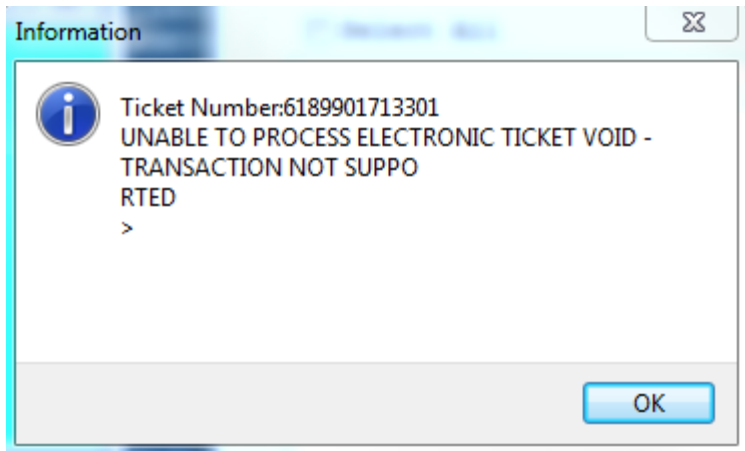 Information
Ticket Number:6189901713301
UNABLE TO PROCESS ELECTRONIC TICKET VOID -
TRANSACTION NOT SUPPO
RTED
>
OK